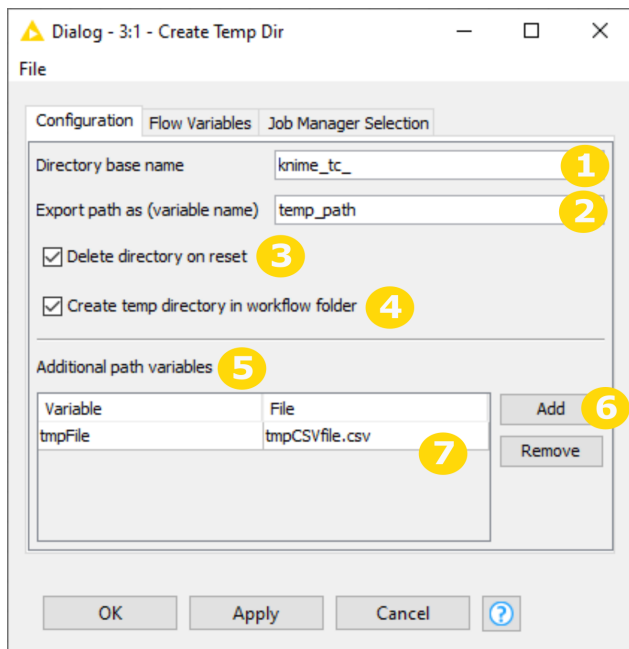 Dialog - 3:1 - Create Temp Dir
File
Configuration Flow Variables Job Manager Selection
Directory base name knime_tc_ 1
Export path as (variable name) temp_path 2
Delete directory on reset 3
Create temp directory in workflow folder 4
Additional path variables 5
Variable File Add 6
tmpFile tmpCSVfile.csv 7
Remove
OK Apply Cancel ?